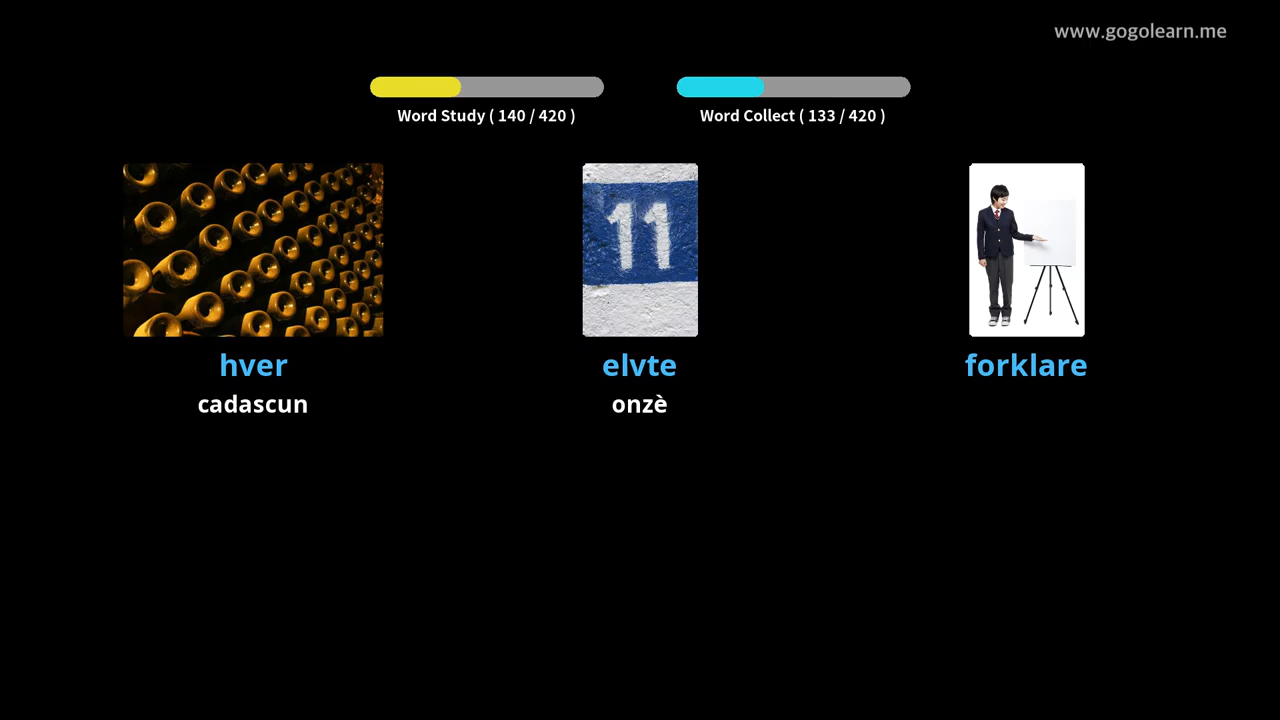 www.gogolearn.me
Word Study ( 140 / 420 )
Word Collect ( 133 / 420 )
11
hver
elvte
forklare
cadascun
onzè